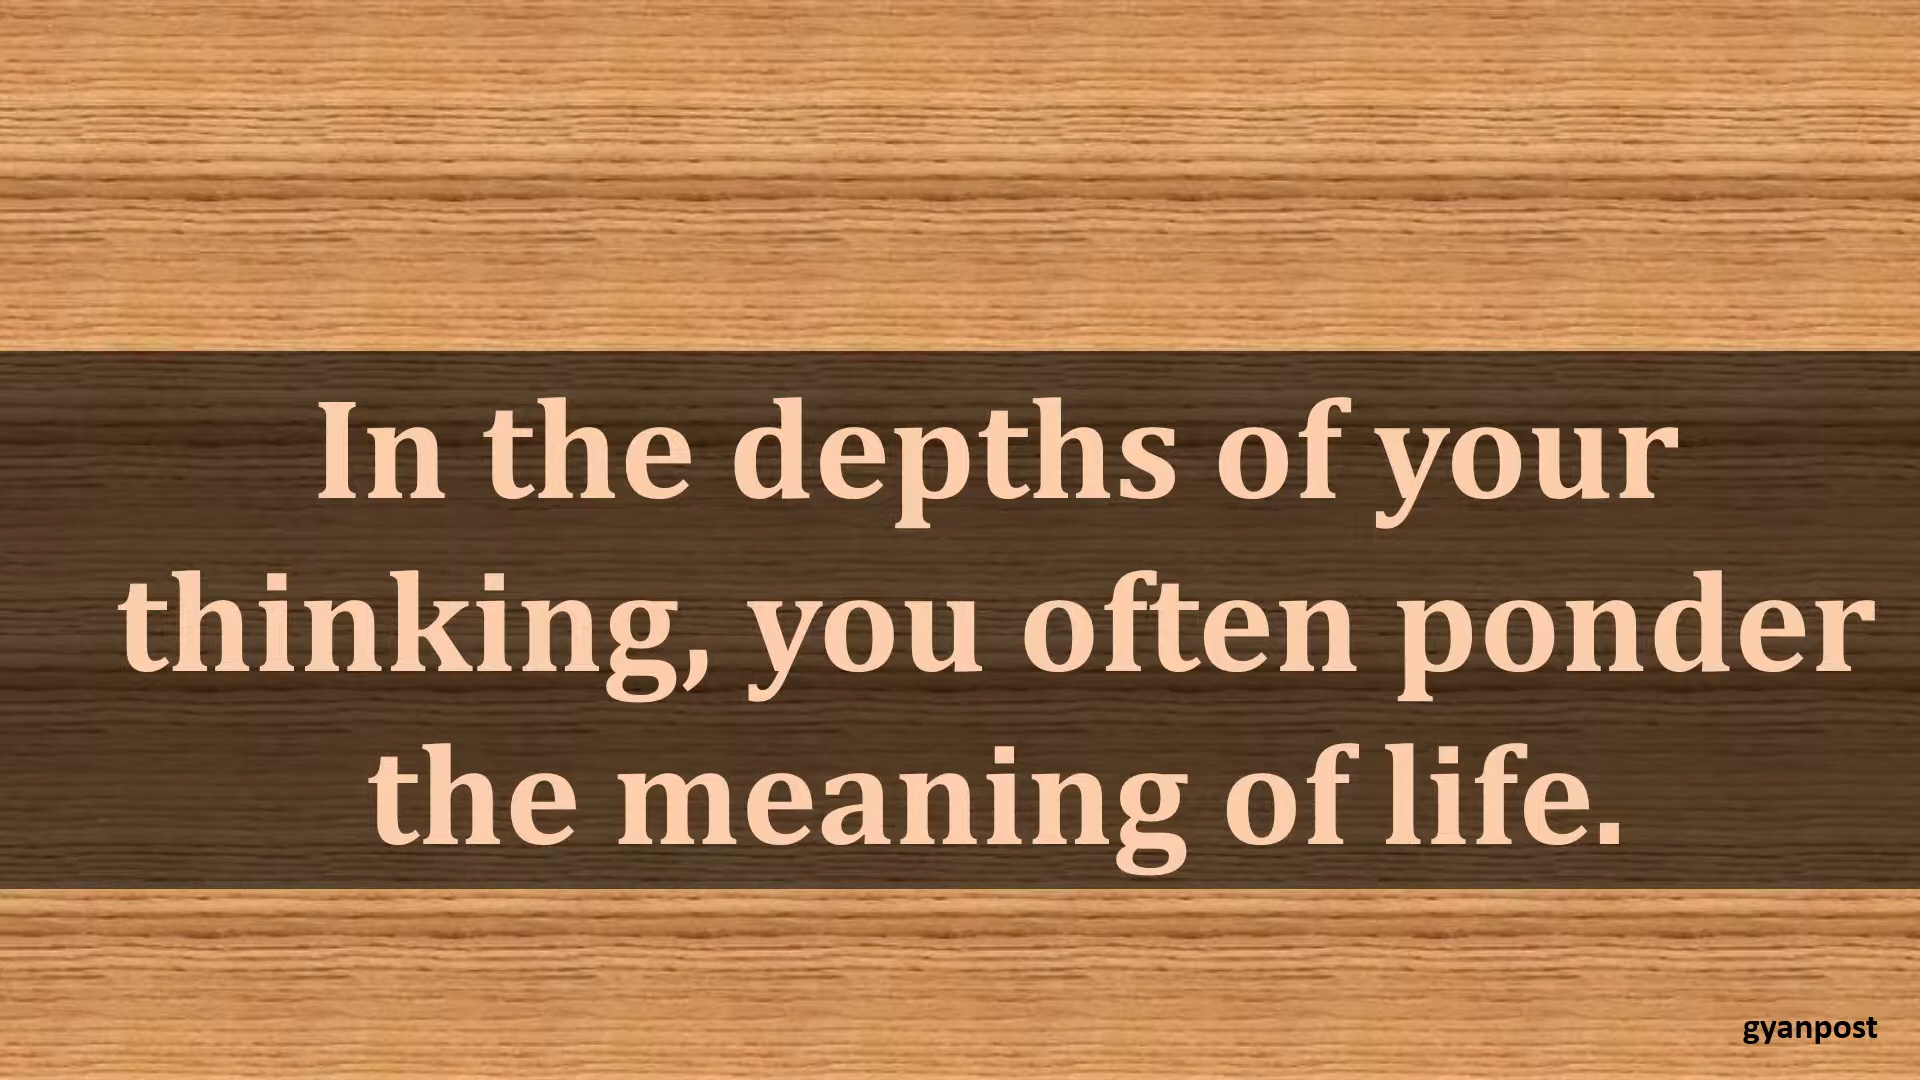 In the depths of your
thinking, you often ponder
the meaning of life.
gyanpost